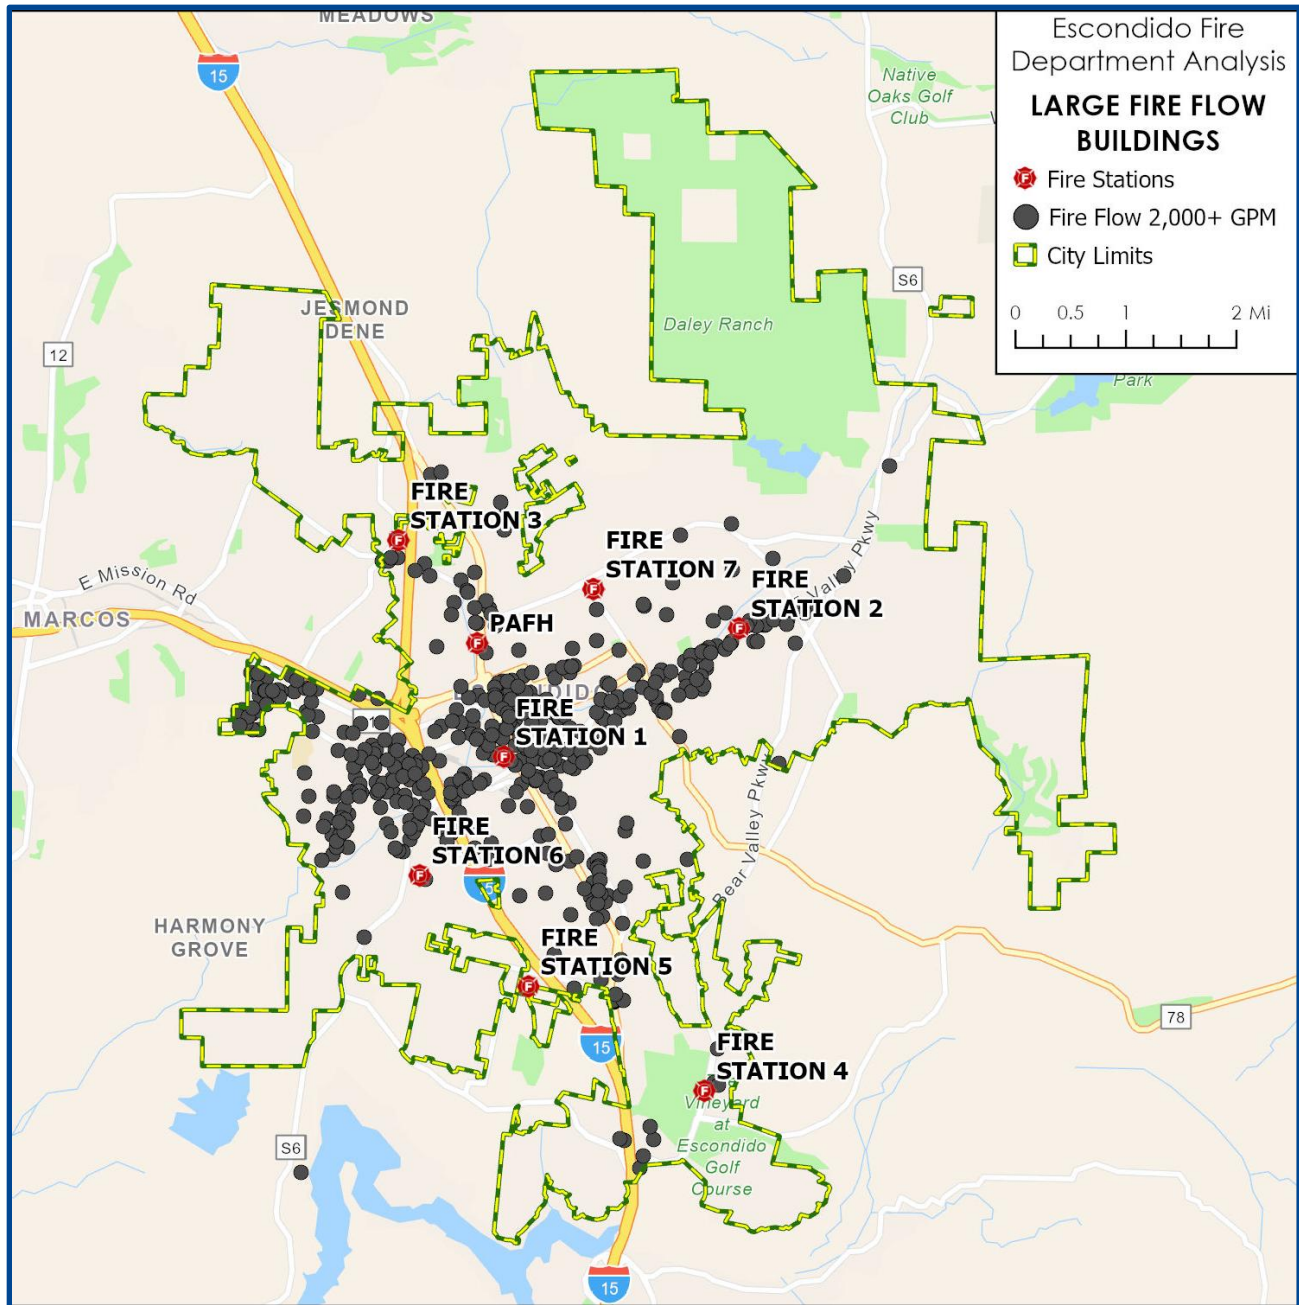 MEADOWS
15
Native
Oaks Golf
Club
Escondido Fire
Department Analysis
LARGE FIRE FLOW
BUILDINGS
Fire Stations
Fire Flow 2,000+ GPM
City Limits
0 0.5 1 2 Mi
Park
S6
JESMOND
DENE
Daley Ranch
12
FIRE
STATION 3
FIRE
STATION 7
FIRE
STATION 2
Valley Pkwy
E Mission Rd
MARCOS
PAFH
FIRE
STATION 1
FIRE
STATION 6
Bear Valley Pkwy
HARMONY
GROVE
FIRE
STATION 5
78
15
FIRE
STATION 4
Vineyard
at
Escondido
Golf
Course
S6
15